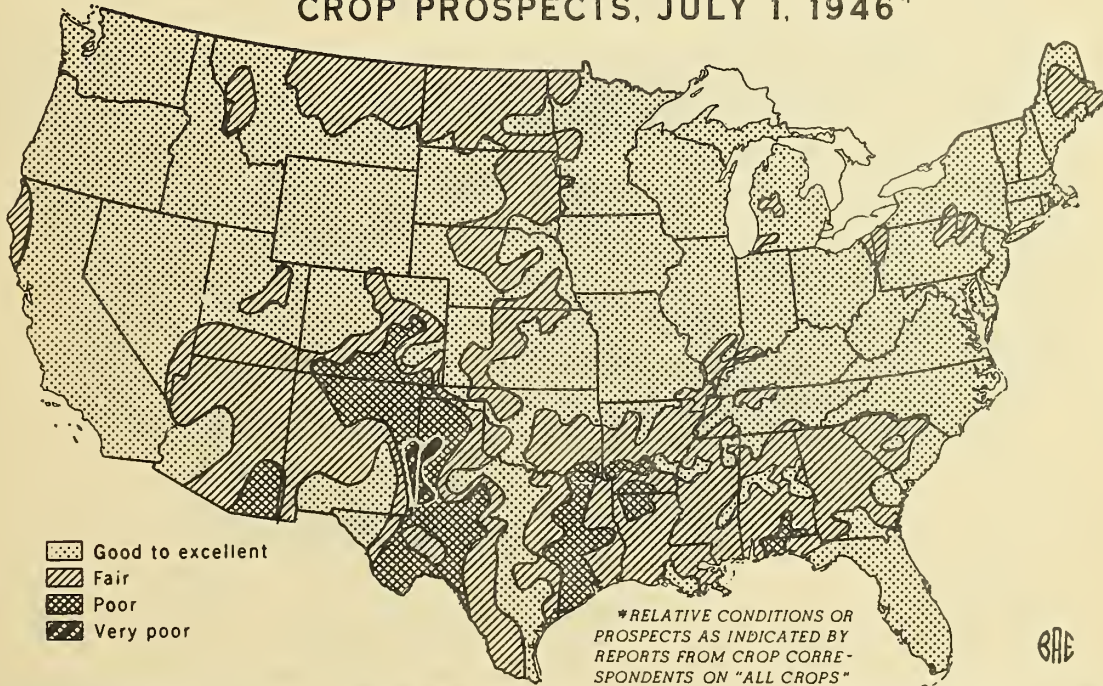 CROP PROSPECTS, JULY 1, 1946*
Good to excellent
Fair
Poor
Very poor
*RELATIVE CONDITIONS OR
PROSPECTS AS INDICATED BY
REPORTS FROM CROP CORRE-
SPONDENTS ON "ALL CROPS"
BAE